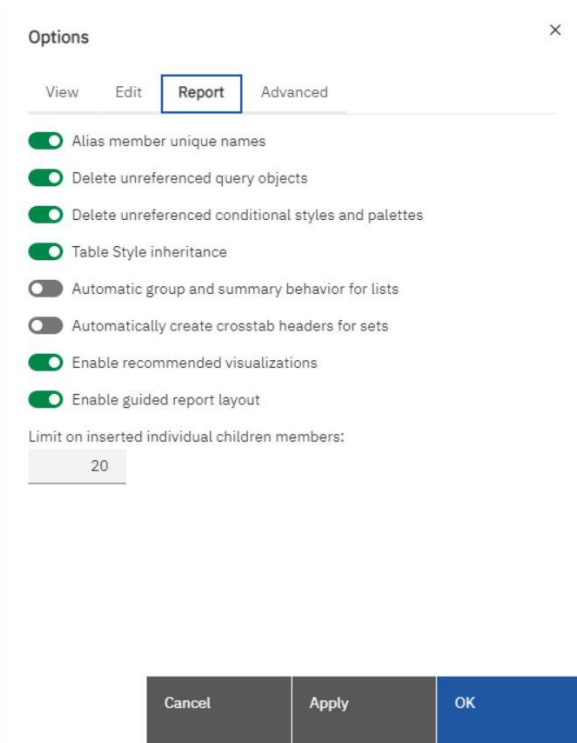 Options
View Edit Report Advanced
Alias member unique names
Delete unreferenced query objects
Delete unreferenced conditional styles and palettes
Table Style inheritance
Automatic group and summary behavior for lists
Automatically create crosstab headers for sets
Enable recommended visualizations
Enable guided report layout
Limit on inserted individual children members:
20
Cancel Apply OK